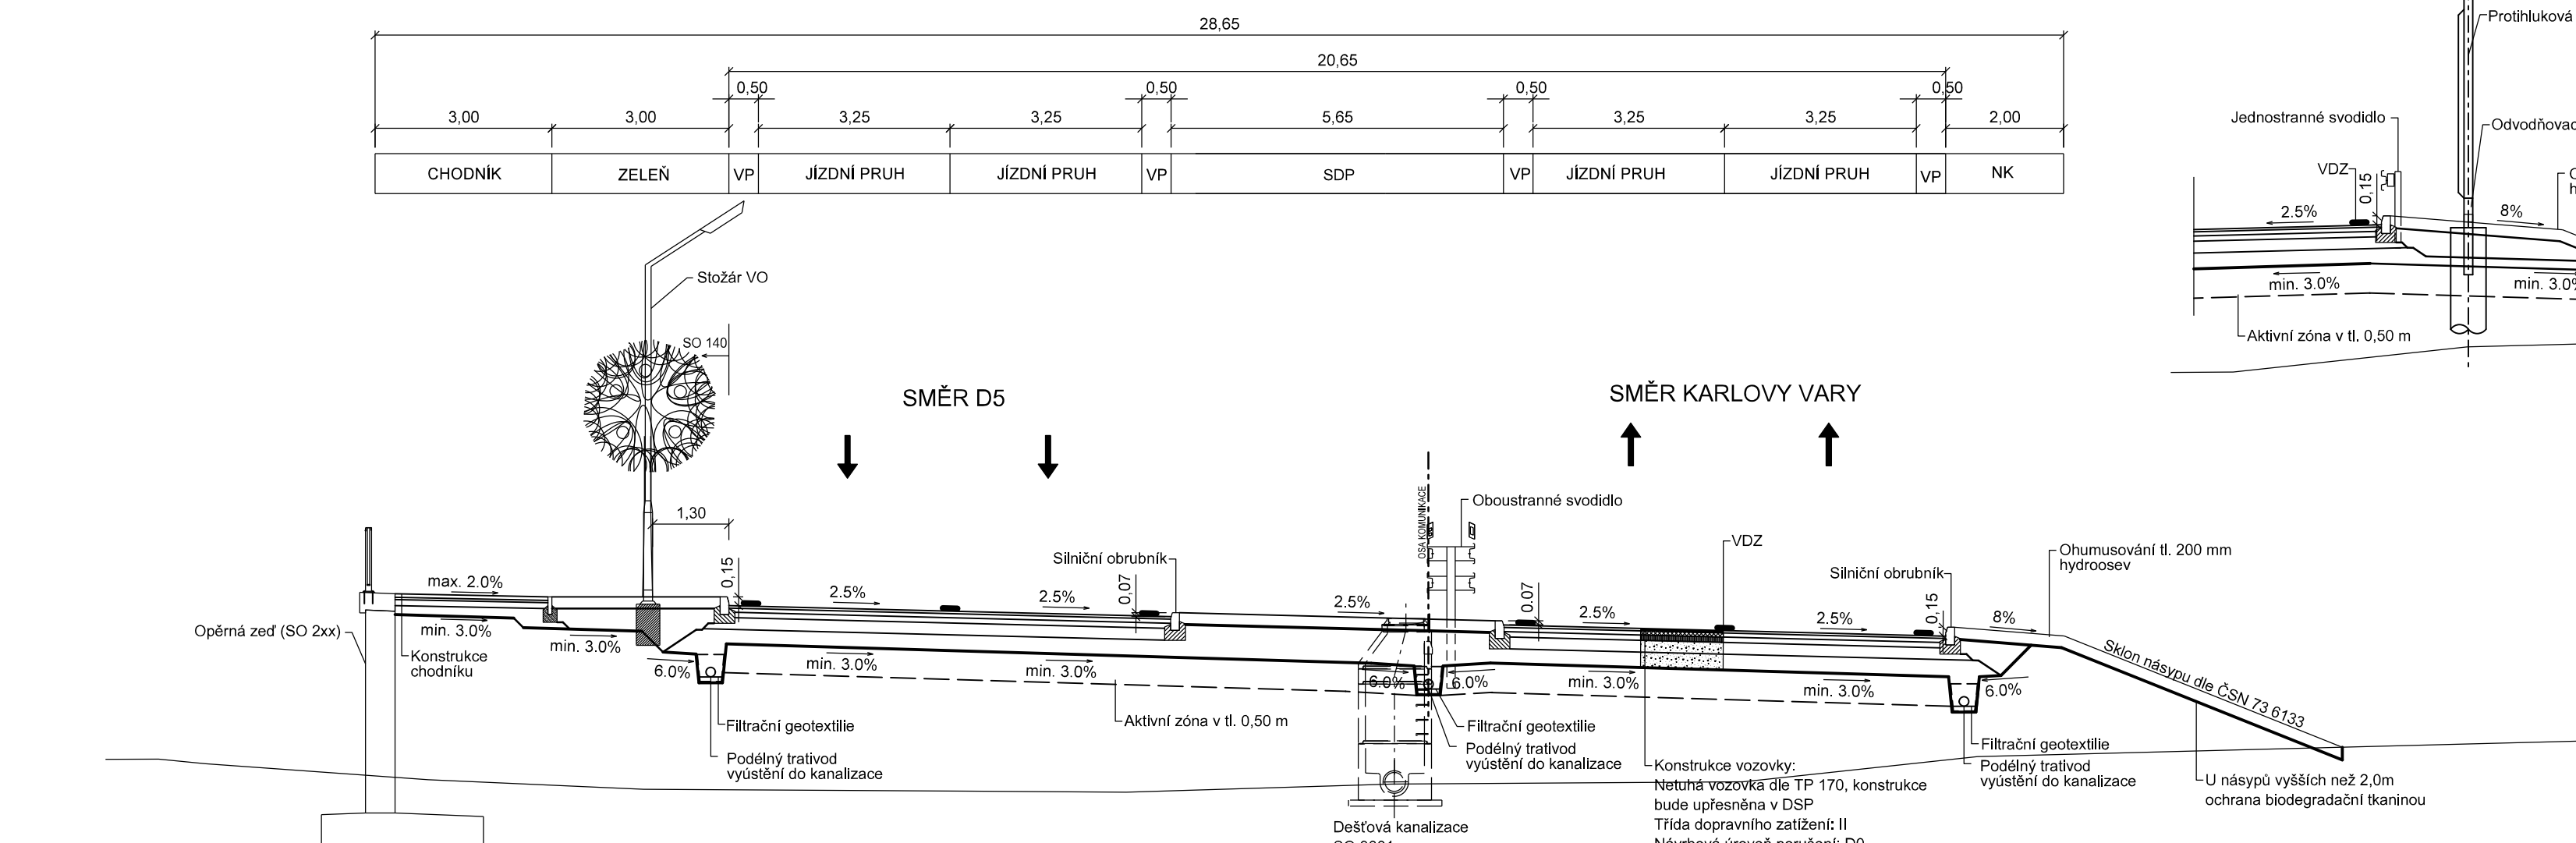 28,65
20,65
0,50
0,50
0,50
0,50
3,00
3,00
3,25
3,25
5,65
3,25
3,25
2,00
CHODNÍK
ZELEŇ
VP
JÍZDNÍ PRUH
JÍZDNÍ PRUH
VP
SDP
VP
JÍZDNÍ PRUH
JÍZDNÍ PRUH
VP
NK
Stožár VO
SO 140
SMĚR D5
SMĚR KARLOVY VARY
1,30
OSA KOMUNIKACE
Oboustranné svodidlo
Silniční obrubník
VDZ
Silniční obrubník
Ohumusování tl. 200 mm
hydroosev
max. 2.0%
0,15
2.5%
2.5%
0,07
2.5%
0.07
2.5%
2.5%
0,15
8%
Opěrná zeď (SO 2xx)
min. 3.0%
min. 3.0%
6.0%
min. 3.0%
min. 3.0%
6.0%
6.0%
min. 3.0%
min. 3.0%
6.0%
Sklon násypu dle ČSN 73 6133
Konstrukce
chodníku
Filtrační geotextilie
Podélný trativod
vyústění do kanalizace
Aktivní zóna v tl. 0,50 m
Filtrační geotextilie
Podélný trativod
vyústění do kanalizace
Dešťová kanalizace
Konstrukce vozovky:
Netuhá vozovka dle TP 170, konstrukce
bude upřesněna v DSP
Třída dopravního zatížení: II
Návrhová úroveň porušení: D0
Filtrační geotextilie
Podélný trativod
vyústění do kanalizace
U násypů vyšších než 2,0m
ochrana biodegradační tkaninou
Protihluková
Jednostranné svodidlo
Odvodňovac
VDZ
0,15
2.5%
8%
min. 3.0%
min. 3.0%
Aktivní zóna v tl. 0,50 m